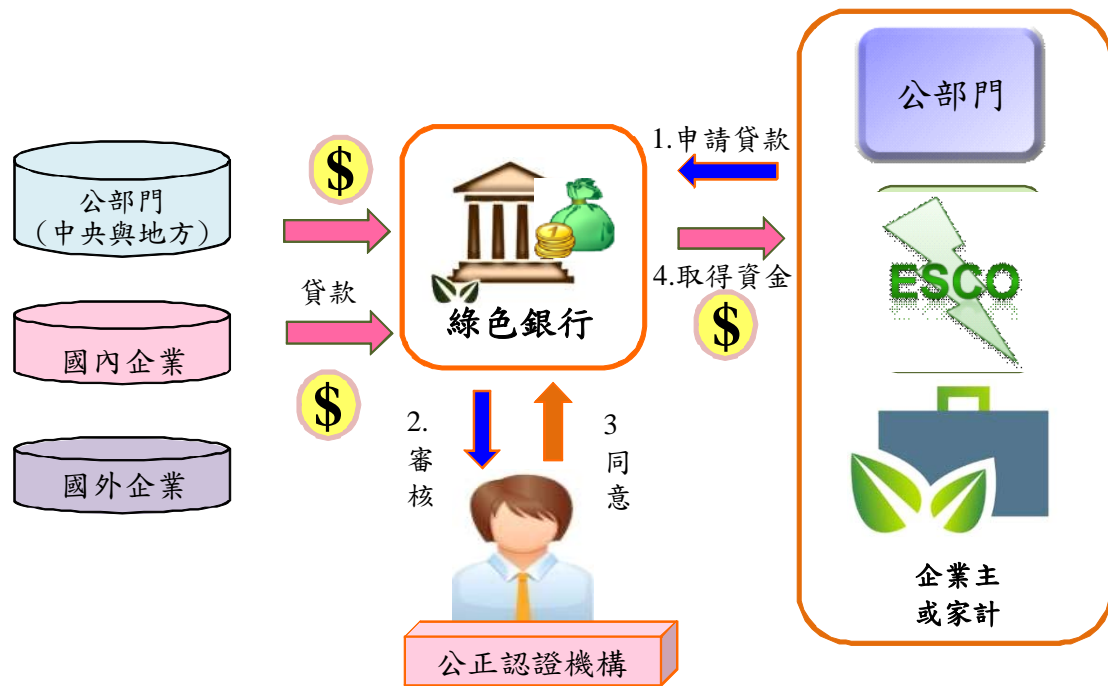 公部門
(中央與地方)
國內企業
國外企業
$
貸款
$
綠色銀行
1.申請貸款
4.取得資金
$
2.
審
核
3
同
意
公正認證機構
公部門
ESCO
企業主
或家計